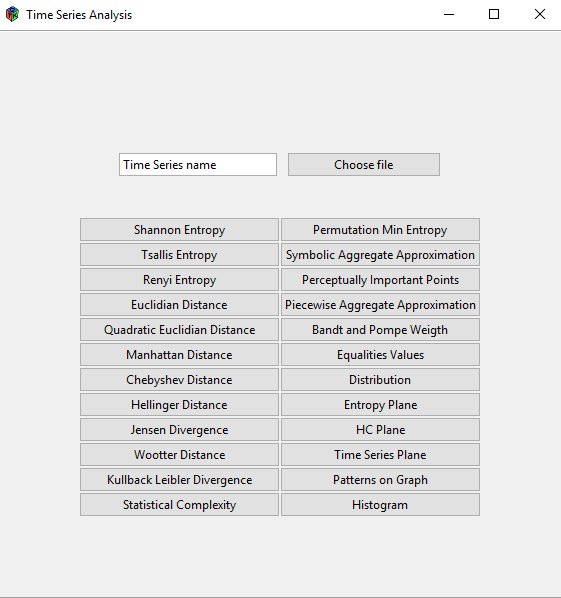 Time Series Analysis
Time Series name
Choose file
Shannon Entropy
Permutation Min Entropy
Tsallis Entropy
Symbolic Aggregate Approximation
Renyi Entropy
Perceptually Important Points
Euclidian Distance
Piecewise Aggregate Approximation
Quadratic Euclidian Distance
Bandt and Pompe Weigth
Manhattan Distance
Equalities Values
Chebyshev Distance
Distribution
Hellinger Distance
Entropy Plane
Jensen Divergence
HC Plane
Wootter Distance
Time Series Plane
Kullback Leibler Divergence
Patterns on Graph
Statistical Complexity
Histogram